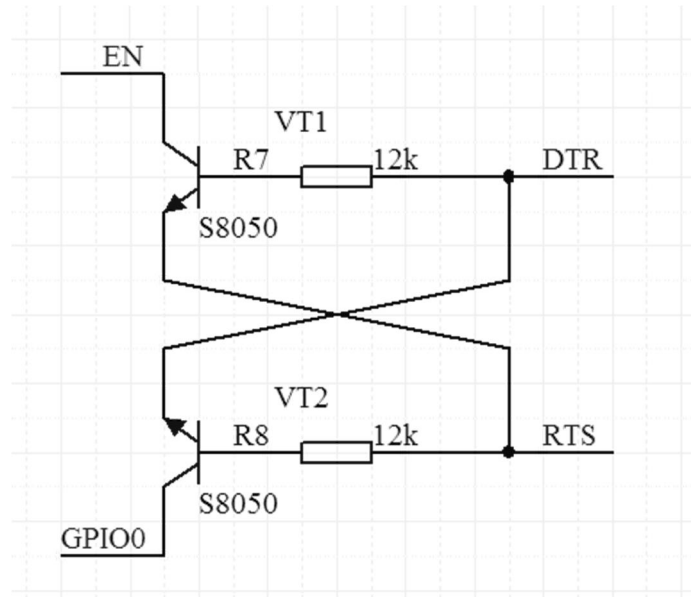 EN
VT1
R7 12k DTR
S8050
VT2
R8 12k RTS
S8050
GPIO0